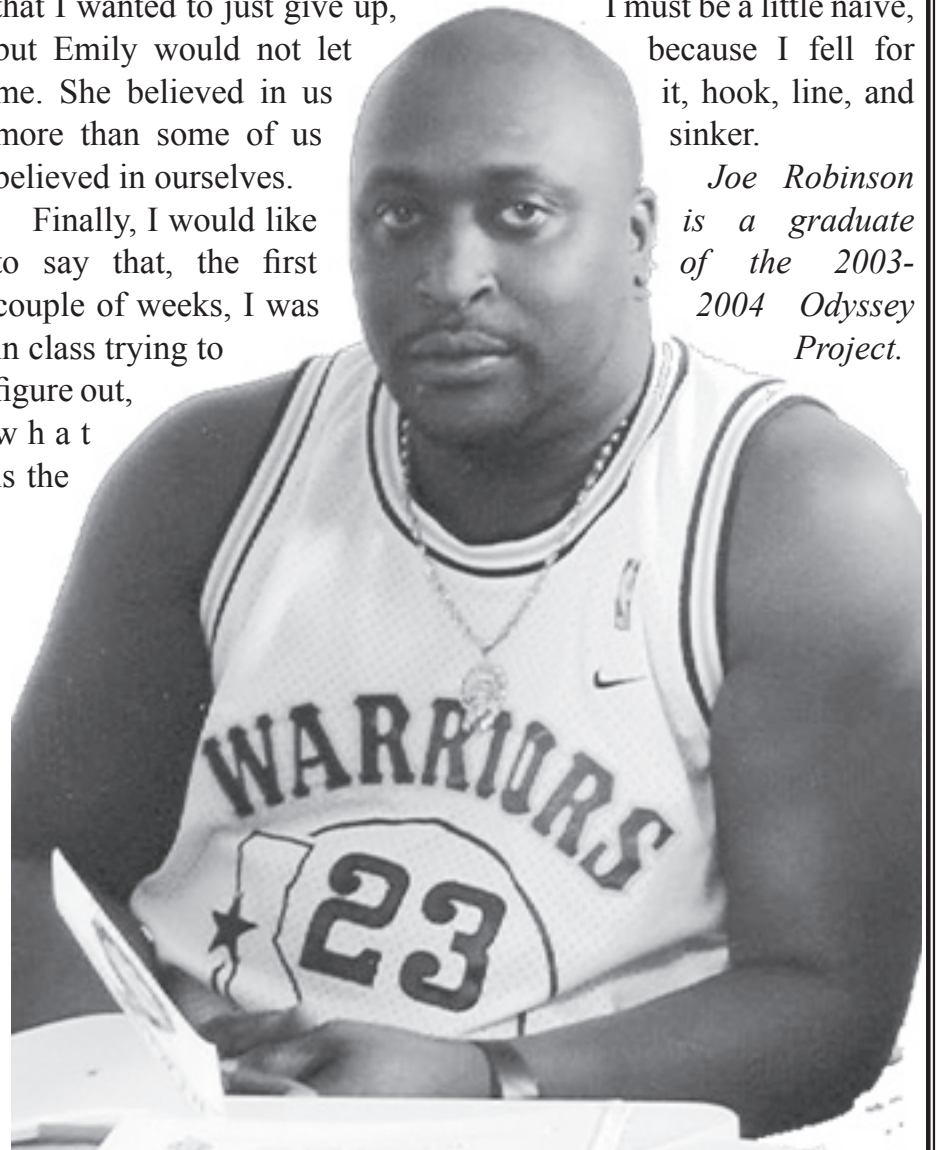 that I wanted to just give up,
but Emily would not let
me. She believed in us
more than some of us
believed in ourselves.
Finally, I would like
to say that, the first
couple of weeks, I was
in class trying to
figure out,
w h a t
is the
I must be a little naïve,
because I fell for
it, hook, line, and
sinker.
Joe Robinson
is a graduate
of the 2003-
2004 Odyssey
Project.
WARRIORS
23